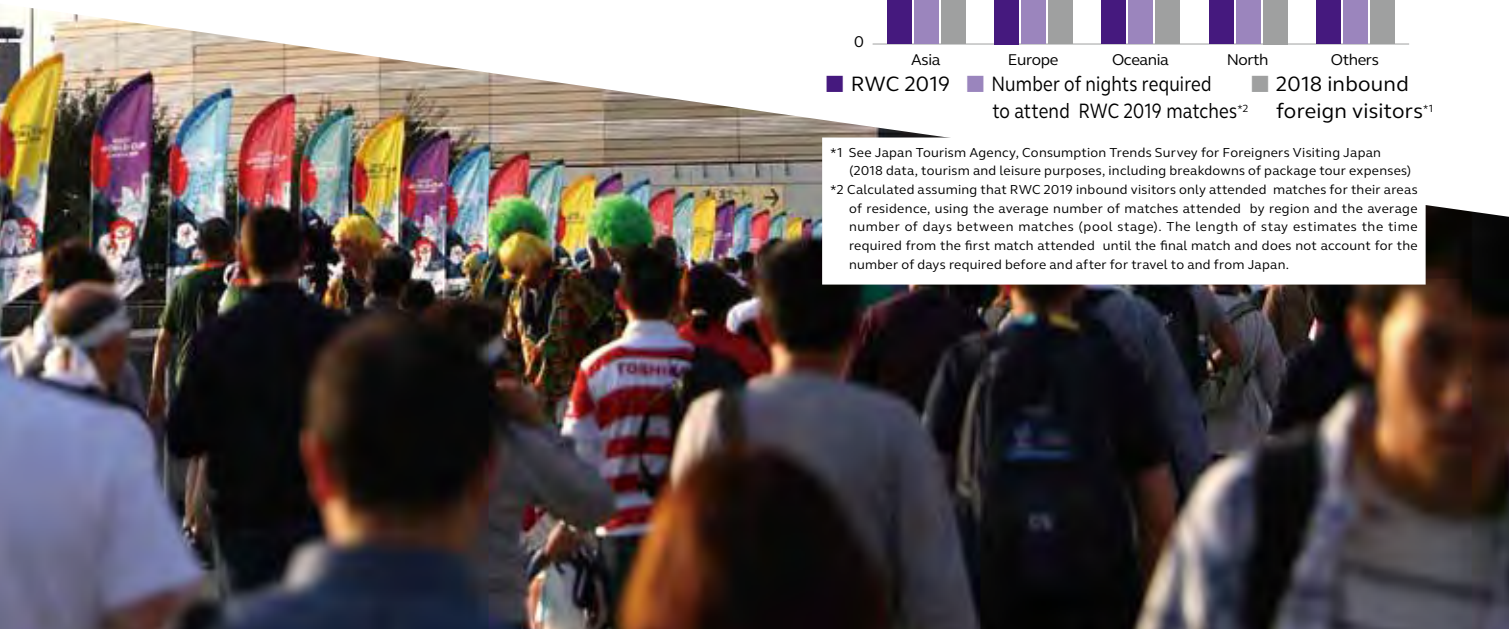 0
Asia Europe Oceania North Others
RWC 2019 Number of nights required 2018 inbound
to attend RWC 2019 matches*2 foreign visitors*1
*1 See Japan Tourism Agency, Consumption Trends Survey for Foreigners Visiting Japan
(2018 data, tourism and leisure purposes, including breakdowns of package tour expenses)
*2 Calculated assuming that RWC 2019 inbound visitors only attended matches for their areas
of residence, using the average number of matches attended by region and the average
number of days between matches (pool stage). The length of stay estimates the time
required from the first match attended until the final match and does not account for the
number of days required before and after for travel to and from Japan.
WORLD CUP
TOSHIBA